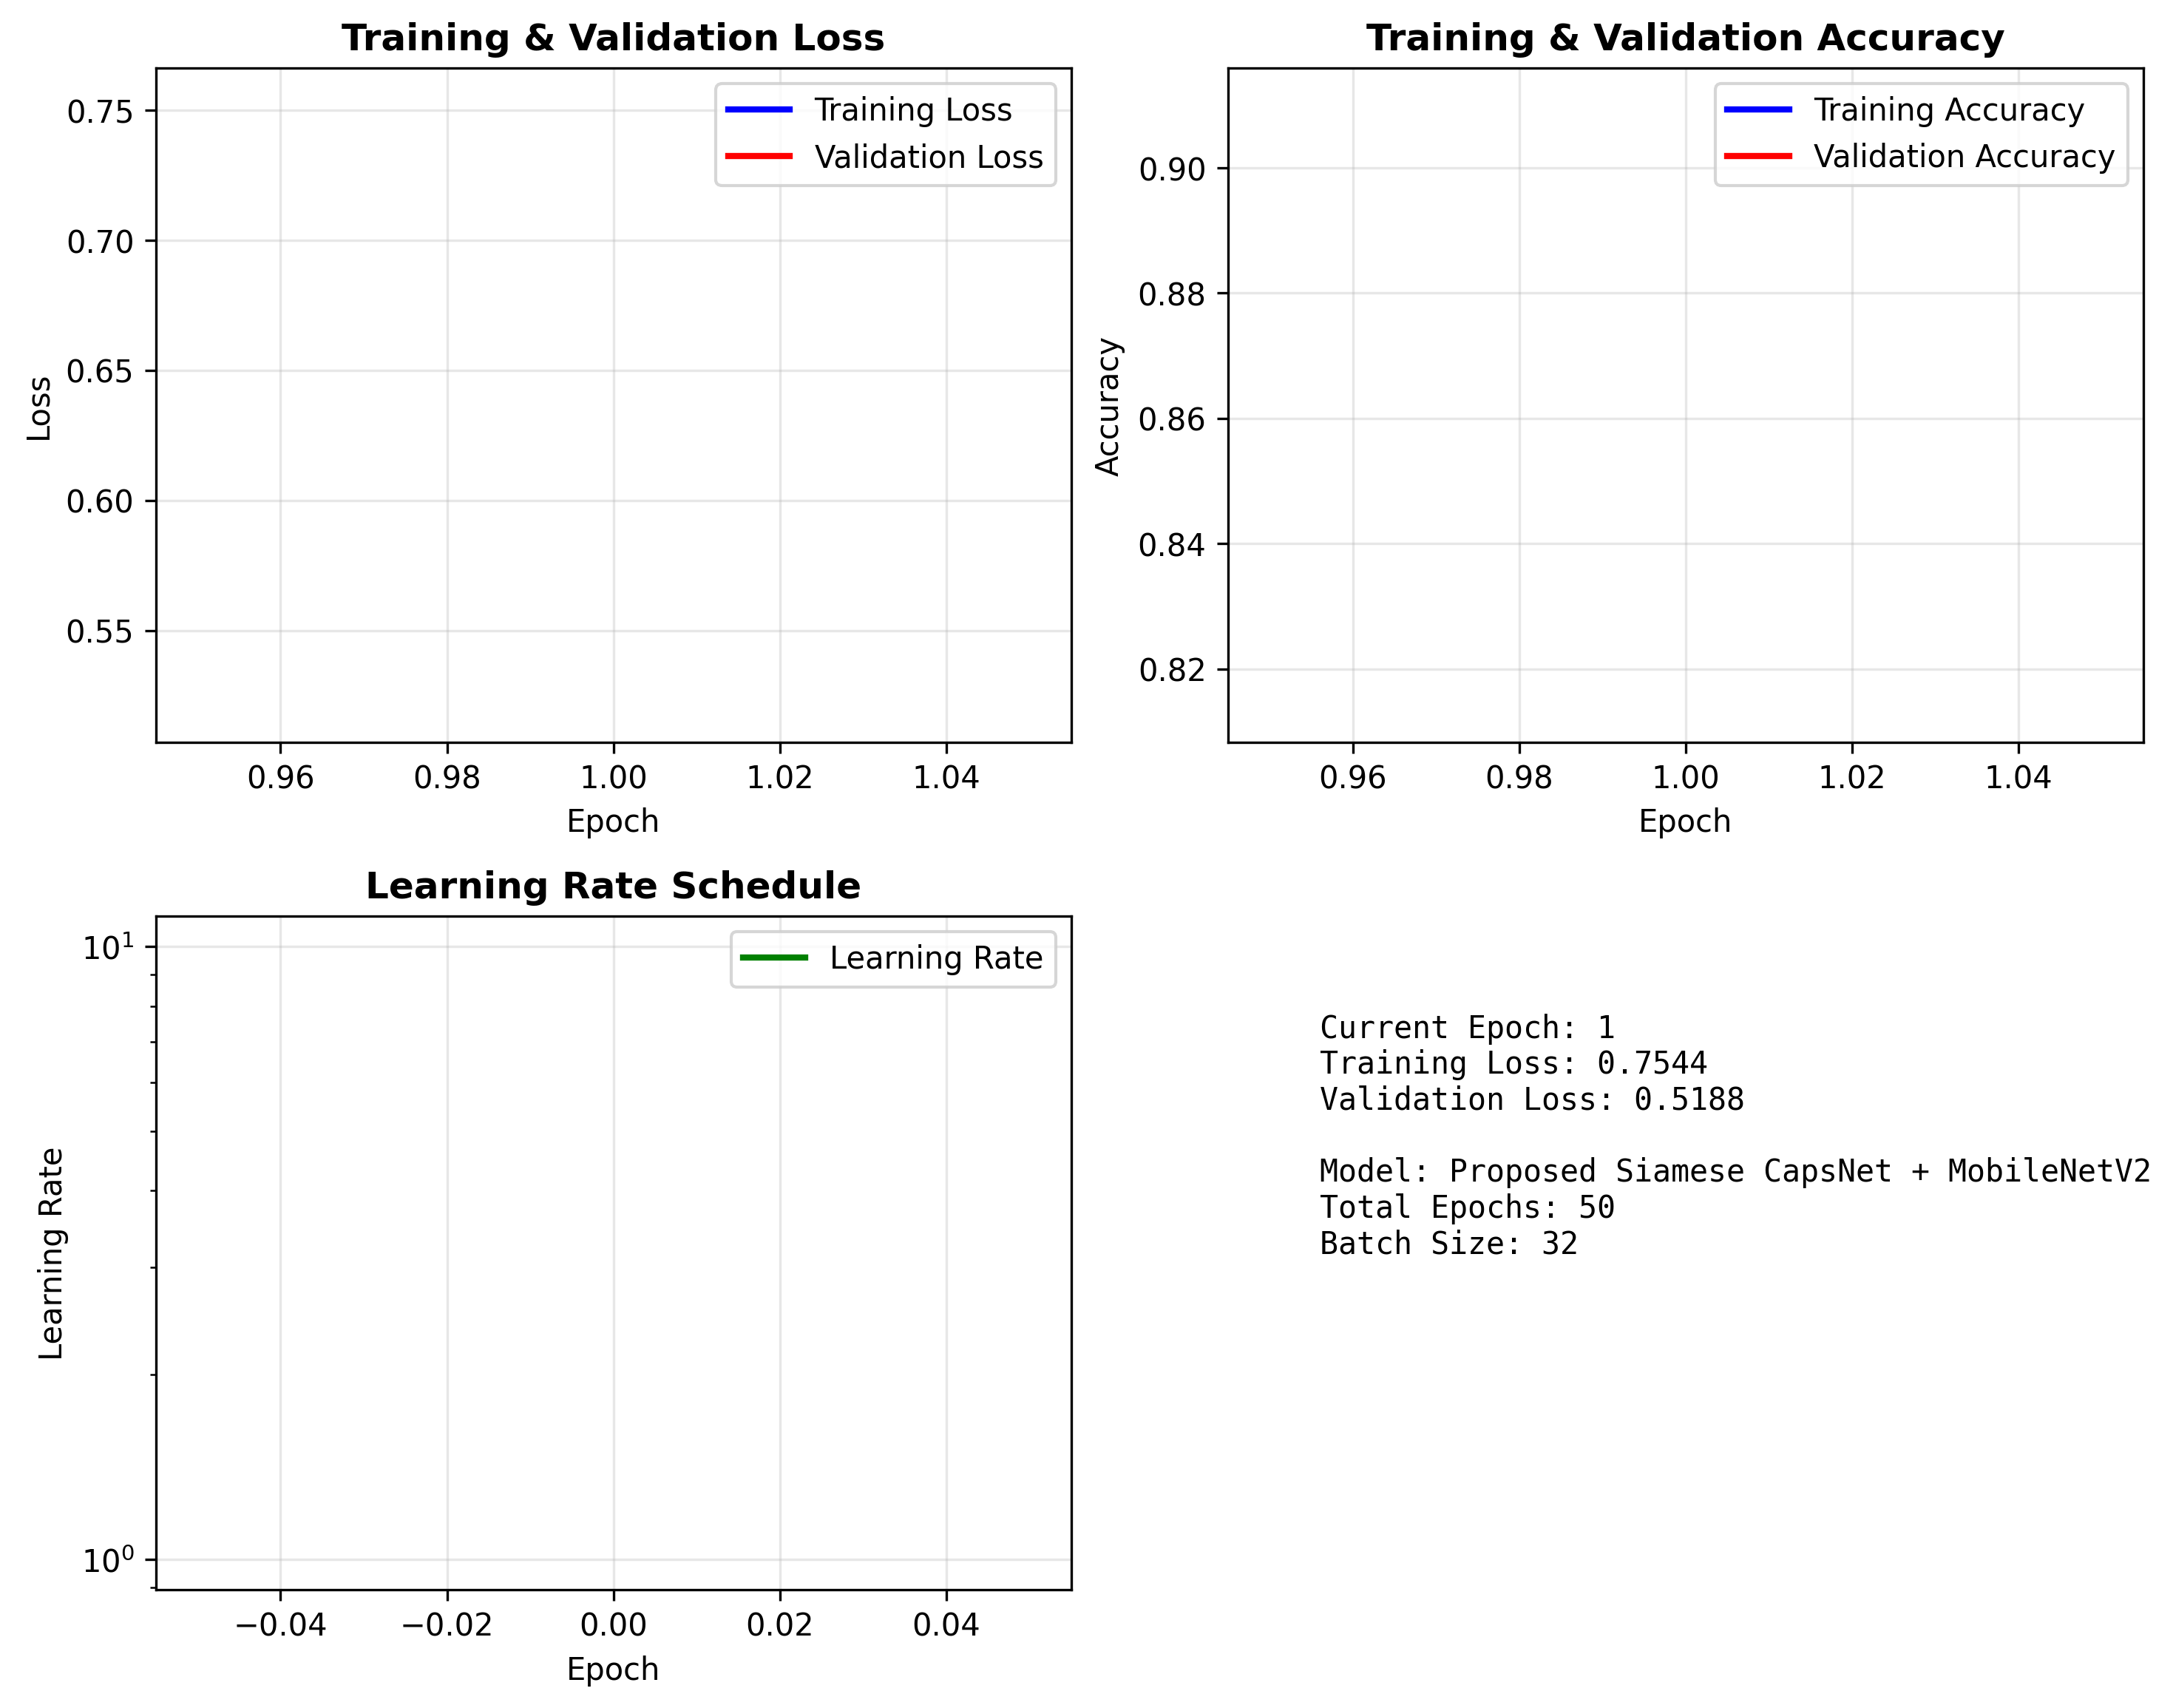 Training & Validation Loss
Training Loss
Validation Loss
0.75
0.70
0.65
0.60
0.55
Loss
0.96 0.98 1.00 1.02 1.04
Epoch
Training & Validation Accuracy
Training Accuracy
Validation Accuracy
0.90
0.88
0.86
0.84
0.82
Accuracy
0.96 0.98 1.00 1.02 1.04
Epoch
Learning Rate Schedule
Learning Rate
10¹
10⁰
Learning Rate
−0.04 −0.02 0.00 0.02 0.04
Epoch
Current Epoch: 1
Training Loss: 0.7544
Validation Loss: 0.5188
Model: Proposed Siamese CapsNet + MobileNetV2
Total Epochs: 50
Batch Size: 32